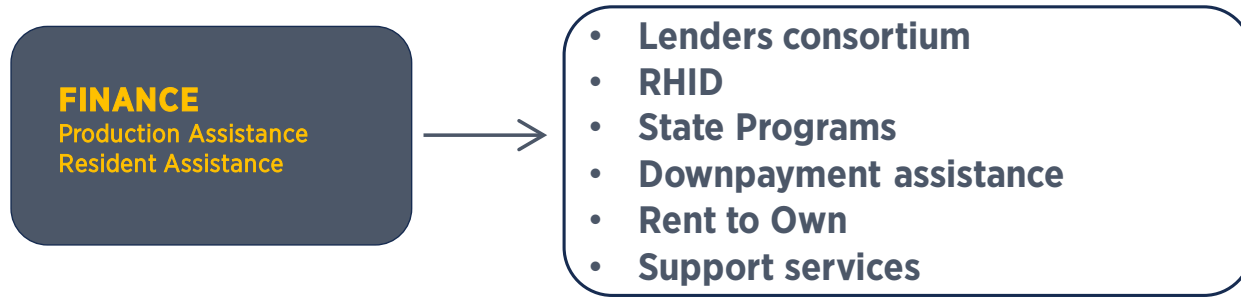 FINANCE
Production Assistance
Resident Assistance
• Lenders consortium
• RHID
• State Programs
• Downpayment assistance
• Rent to Own
• Support services